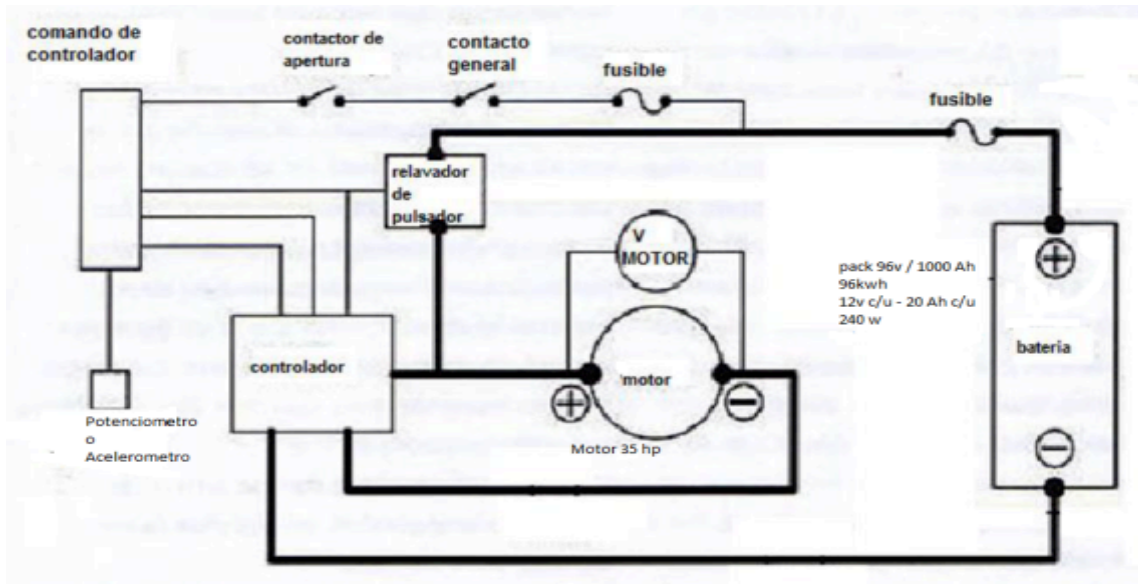 comando de
controlador
contactor de
apertura
contacto
general
fusible
fusible
relavador
de
pulsador
V
MOTOR
pack 96v / 1000 Ah
96kwh
12v c/u - 20 Ah c/u
240 w
bateria
controlador
motor
Potenciometro
o
Acelerometro
Motor 35 hp